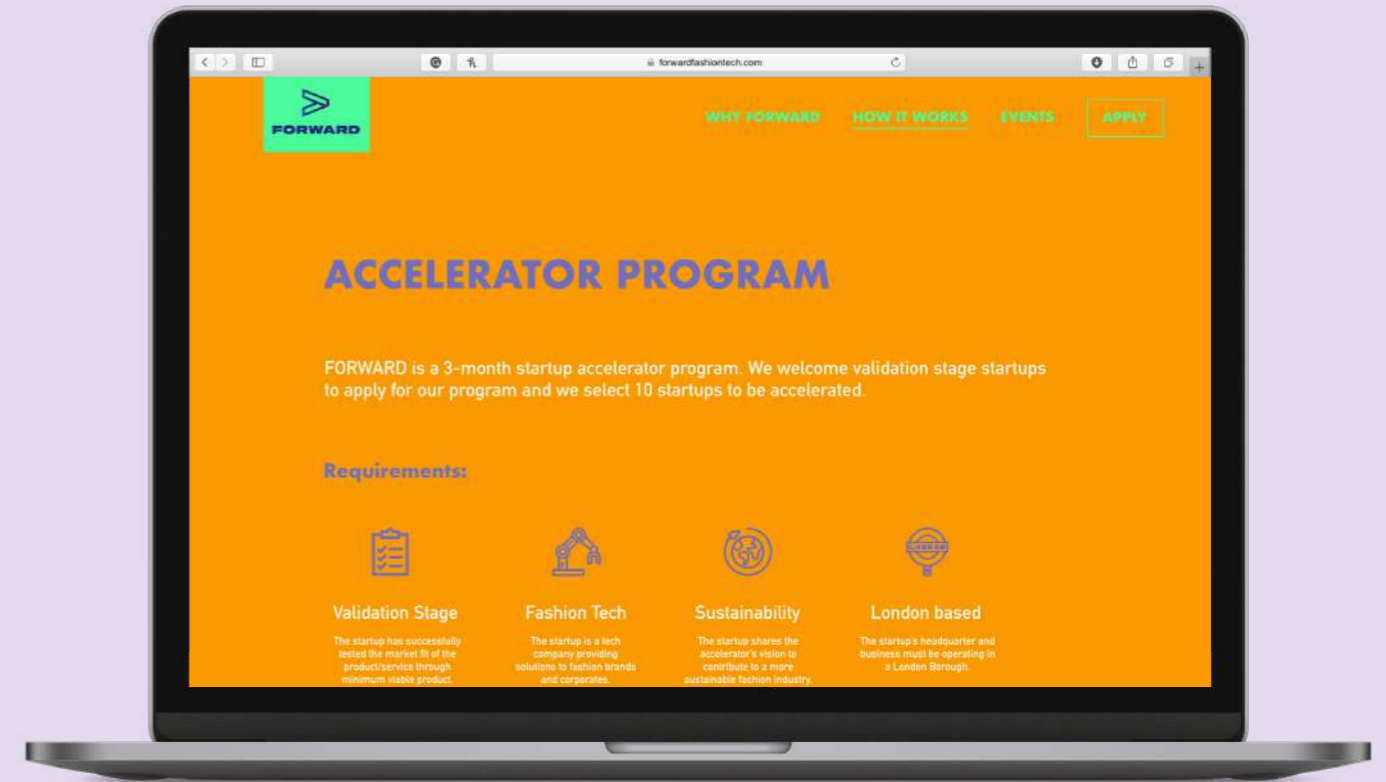 forwardfashiontech.com
FORWARD
WHY FORWARD HOW IT WORKS EVENTS APPLY
ACCELERATOR PROGRAM
FORWARD is a 3-month startup accelerator program. We welcome validation stage startups
to apply for our program and we select 10 startups to be accelerated.
Requirements:
LONDON
Validation Stage
The startup has successfully
tested the market fit of the
product/service through
minimum viable product.
Fashion Tech
The startup is a tech
company providing
solutions to fashion brands
and corporates.
Sustainability
The startup shares the
accelerator's vision to
contribute to a more
sustainable fashion industry.
London based
The startup's headquarter and
business must be operating in
a London Borough.